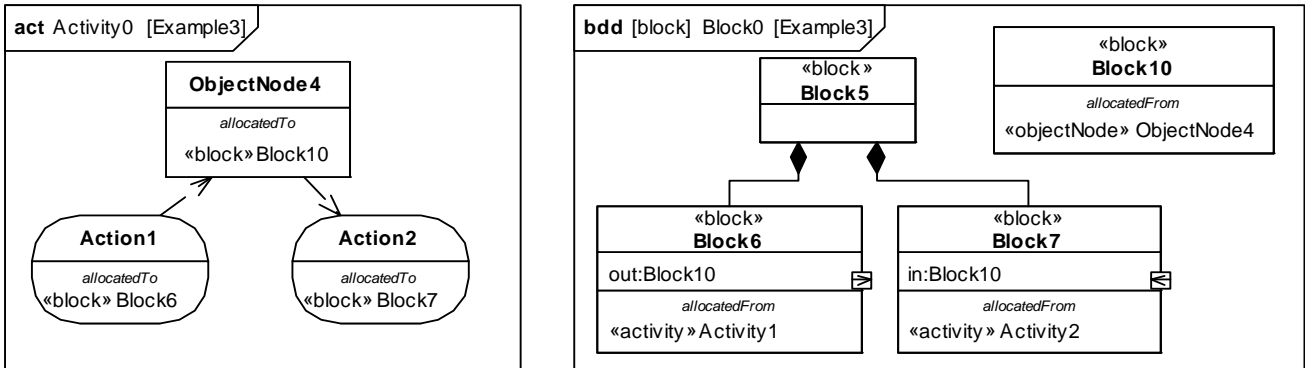 act Activity0 [Example3]
ObjectNode4
allocatedTo
«block» Block10
Action1
allocatedTo
«block» Block6
Action2
allocatedTo
«block» Block7
bdd [block] Block0 [Example3]
«block»
Block5
«block»
Block10
allocatedFrom
«objectNode» ObjectNode4
«block»
Block6
out:Block10
allocatedFrom
«activity» Activity1
«block»
Block7
in:Block10
allocatedFrom
«activity» Activity2